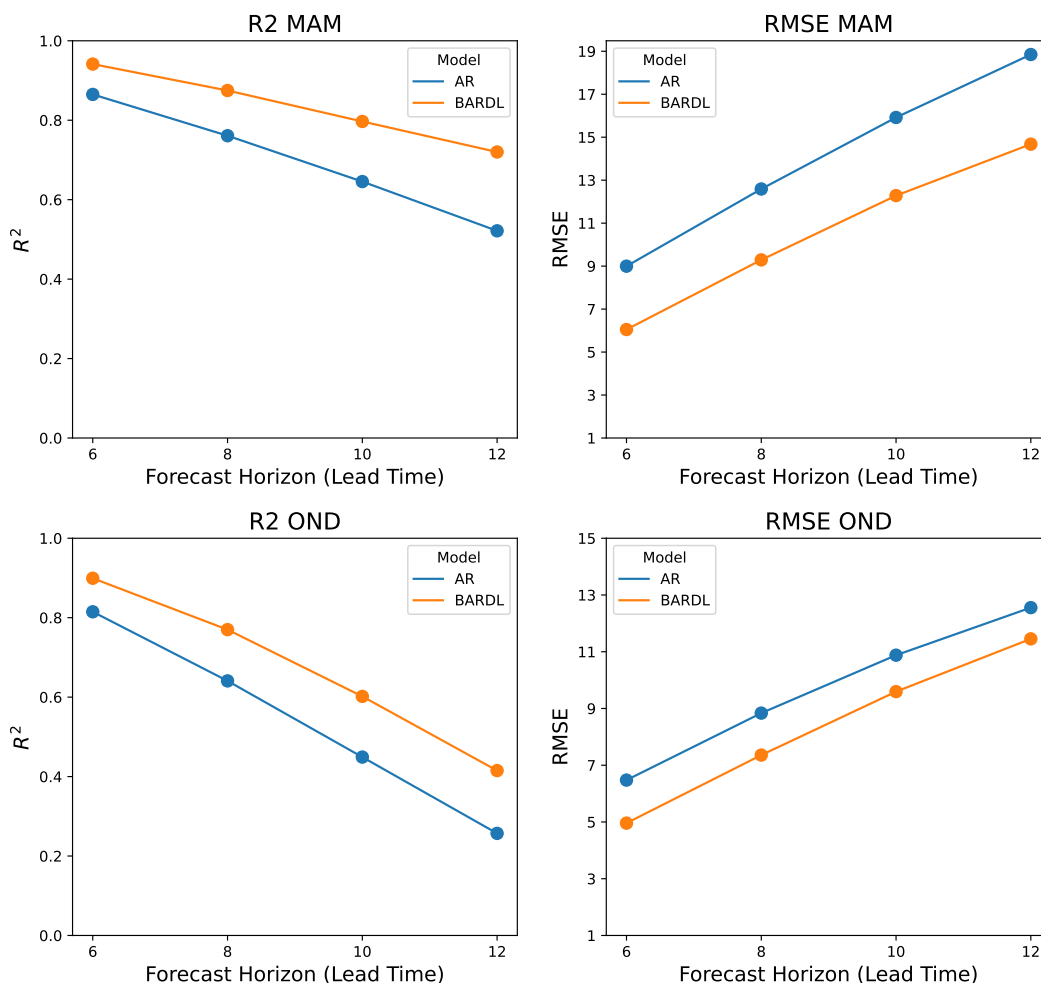 R2 MAM
1.0
0.8
0.6
0.4
0.2
0.0
R²
Model
AR
BARDL
6 8 10 12
Forecast Horizon (Lead Time)
RMSE MAM
19
17
15
13
11
9
7
5
3
1
RMSE
Model
AR
BARDL
6 8 10 12
Forecast Horizon (Lead Time)
R2 OND
1.0
0.8
0.6
0.4
0.2
0.0
R²
Model
AR
BARDL
6 8 10 12
Forecast Horizon (Lead Time)
RMSE OND
15
13
11
9
7
5
3
1
RMSE
Model
AR
BARDL
6 8 10 12
Forecast Horizon (Lead Time)